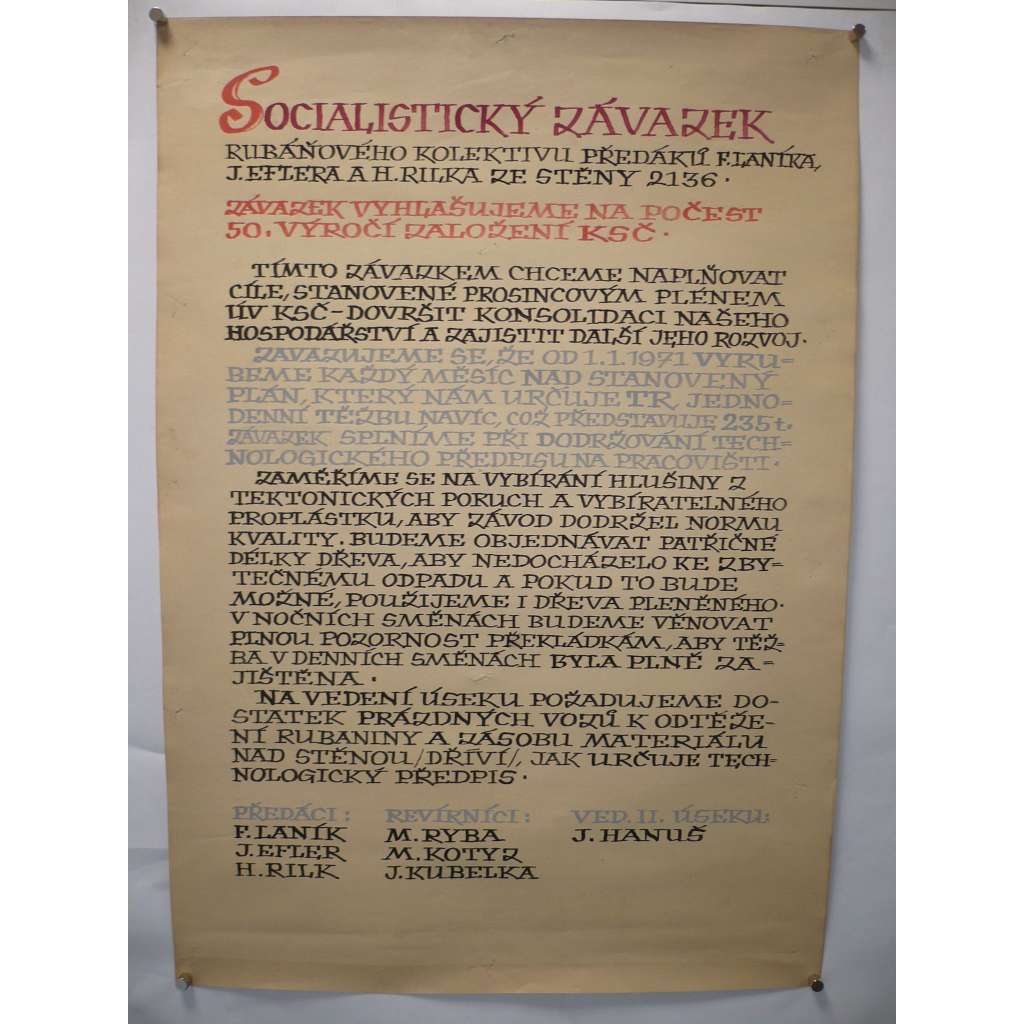 SOCIALISTICKÝ ZÁVAZEK
RUBÁŇOVÉHO KOLEKTIVU PŘEDÁKŮ F. LANÍKA,
J. EFLERA A H. RILKA ZE STĚNY 2136.
ZÁVAZEK VYHLAŠUJEME NA POČEST
50. VÝROČÍ ZALOŽENÍ KSČ.
TÍMTO ZÁVAZKEM CHCEME NAPLŇOVAT
CÍLE, STANOVENÉ PROSINCOVÝM PLÉNEM
ÚV KSČ - DOVRŠIT KONSOLIDACI NAŠEHO
HOSPODÁŘSTVÍ A ZAJISTIT DALŠÍ JEHO ROZVOJ.
ZAVAZUJEME SE, ŽE OD 1.1.1971 VYRU-
BEME KAŽDÝ MĚSÍC NAD STANOVENÝ
PLÁN, KTERÝ NÁM URČUJE TR, JEDNO=
DENNÍ TĚŽBU NAVÍC, COŽ PŘEDSTAVUJE 235 t.
ZÁVAZEK SPLNÍME PŘI DODRŽOVÁNÍ TECH=
NOLOGICKÉHO PŘEDPISU NA PRACOVIŠTI.
ZAMĚŘÍME SE NA VYBÍRÁNÍ HLUŠINY Z
TEKTONICKÝCH PORUCH A VYBÍRATELNÉHO
PROPLÁSTKU, ABY ZÁVOD DODRŽEL NORMU
KVALITY. BUDEME OBJEDNÁVAT PATŘIČNÉ
DÉLKY DŘEVA, ABY NEDOCHÁZELO KE ZBY-
TEČNÉMU ODPADU A POKUD TO BUDE
MOŽNÉ, POUŽIJEME I DŘEVA PLENĚNÉHO.
V NOČNÍCH SMĚNÁCH BUDEME VĚNOVAT
PLNOU POZORNOST PŘEKLÁDKÁM, ABY TĚŽ-
BA V DENNÍCH SMĚNÁCH BYLA PLNĚ ZA-
JIŠTĚNA.
NA VEDENÍ ÚSEKU POŽADUJEME DO-
STATEK PRÁZDNÝCH VOZŮ K ODTĚŽE-
NÍ RUBANINY A ZÁSOBU MATERIÁLU
NAD STĚNOU /DŘÍVÍ/, JAK URČUJE TECH=
NOLOGICKÝ PŘEDPIS.
PŘEDÁCI: REVÍRNÍCI: VED. II. ÚSEKU:
F. LANÍK M. RYBA J. HANUŠ
J. EFLER M. KOTYZ
H. RILK J. KUBELKA